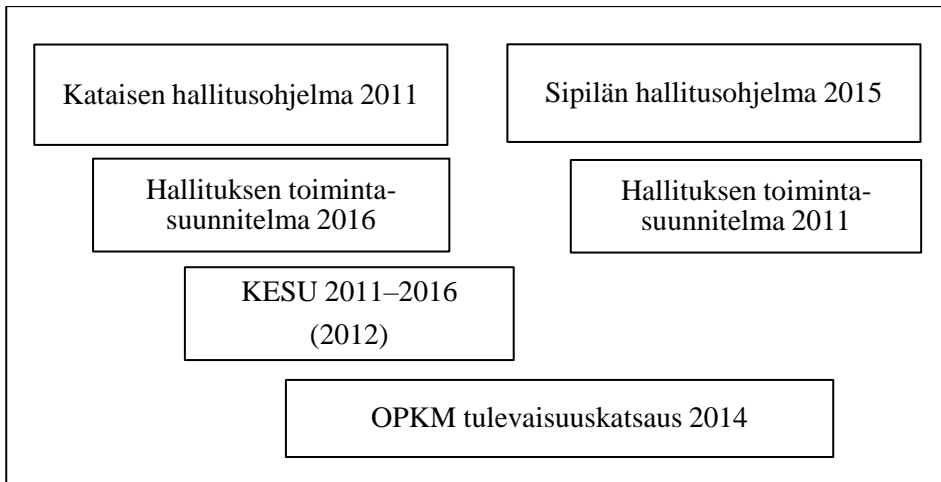 Kataisen hallitusohjelma 2011
Sipilän hallitusohjelma 2015
Hallituksen toiminta-
suunnitelma 2016
Hallituksen toiminta-
suunnitelma 2011
KESU 2011–2016
(2012)
OPKM tulevaisuuskatsaus 2014